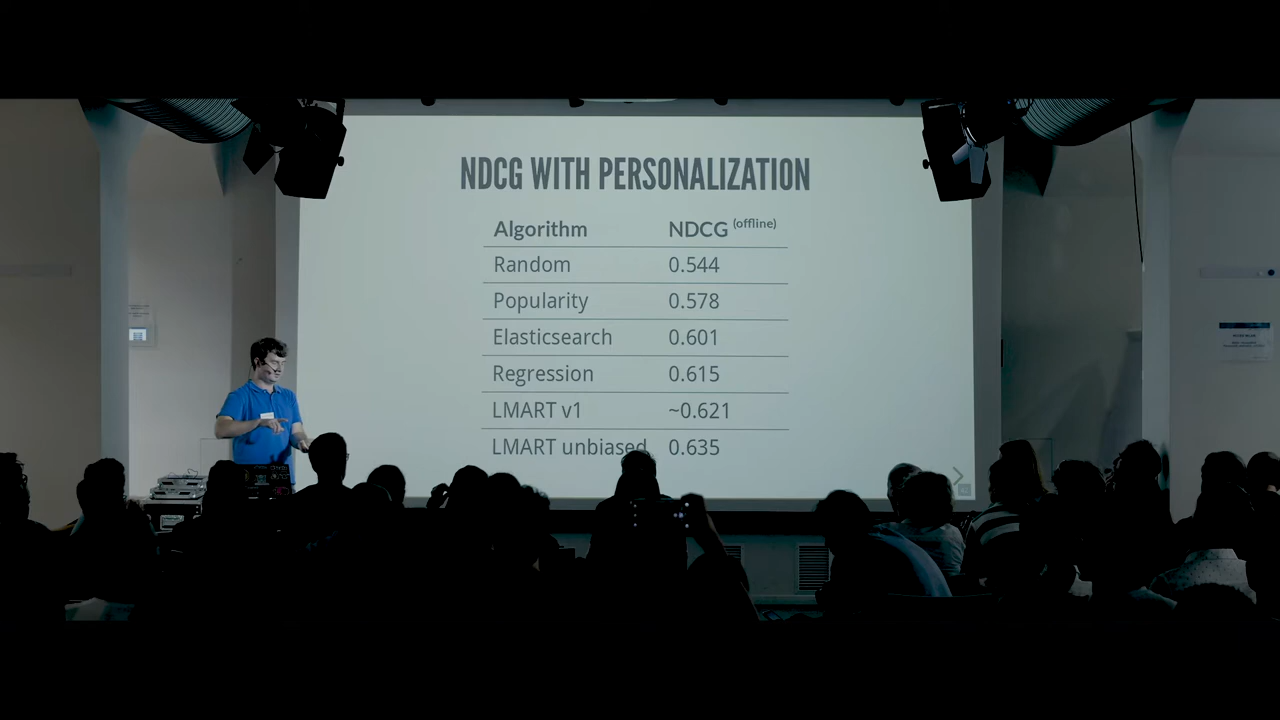 NDCG WITH PERSONALIZATION
Algorithm NDCG (offline)
Random 0.544
Popularity 0.578
Elasticsearch 0.601
Regression 0.615
LMART v1 ~0.621
LMART unbiased 0.635